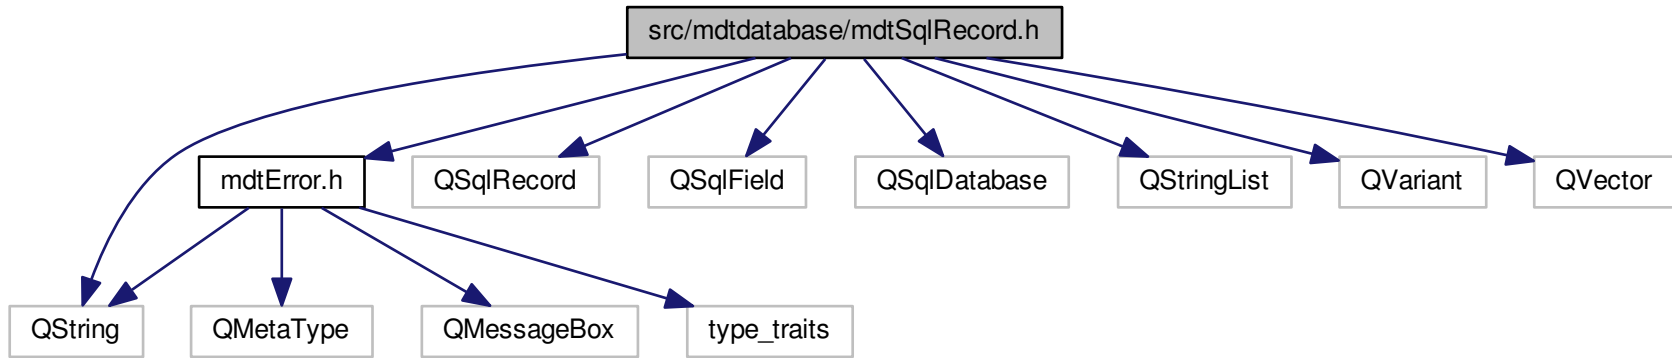 src/mdtdatabase/mdtSqlRecord.h
mdtError.h
QSqlRecord
QSqlField
QSqlDatabase
QStringList
QVariant
QVector
QString
QMetaType
QMessageBox
type_traits